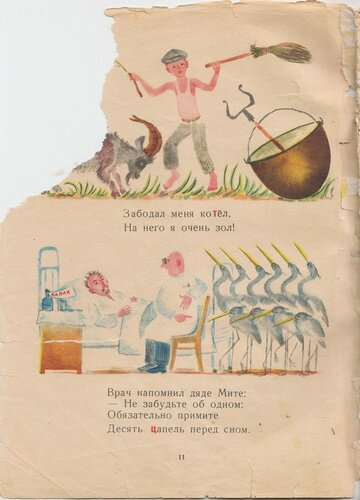 Забодал меня котёл,
На него я очень зол!
КАПЛИ
Врач напомнил дяде Мите:
— Не забудьте об одном:
Обязательно примите
Десять цапель перед сном.
11